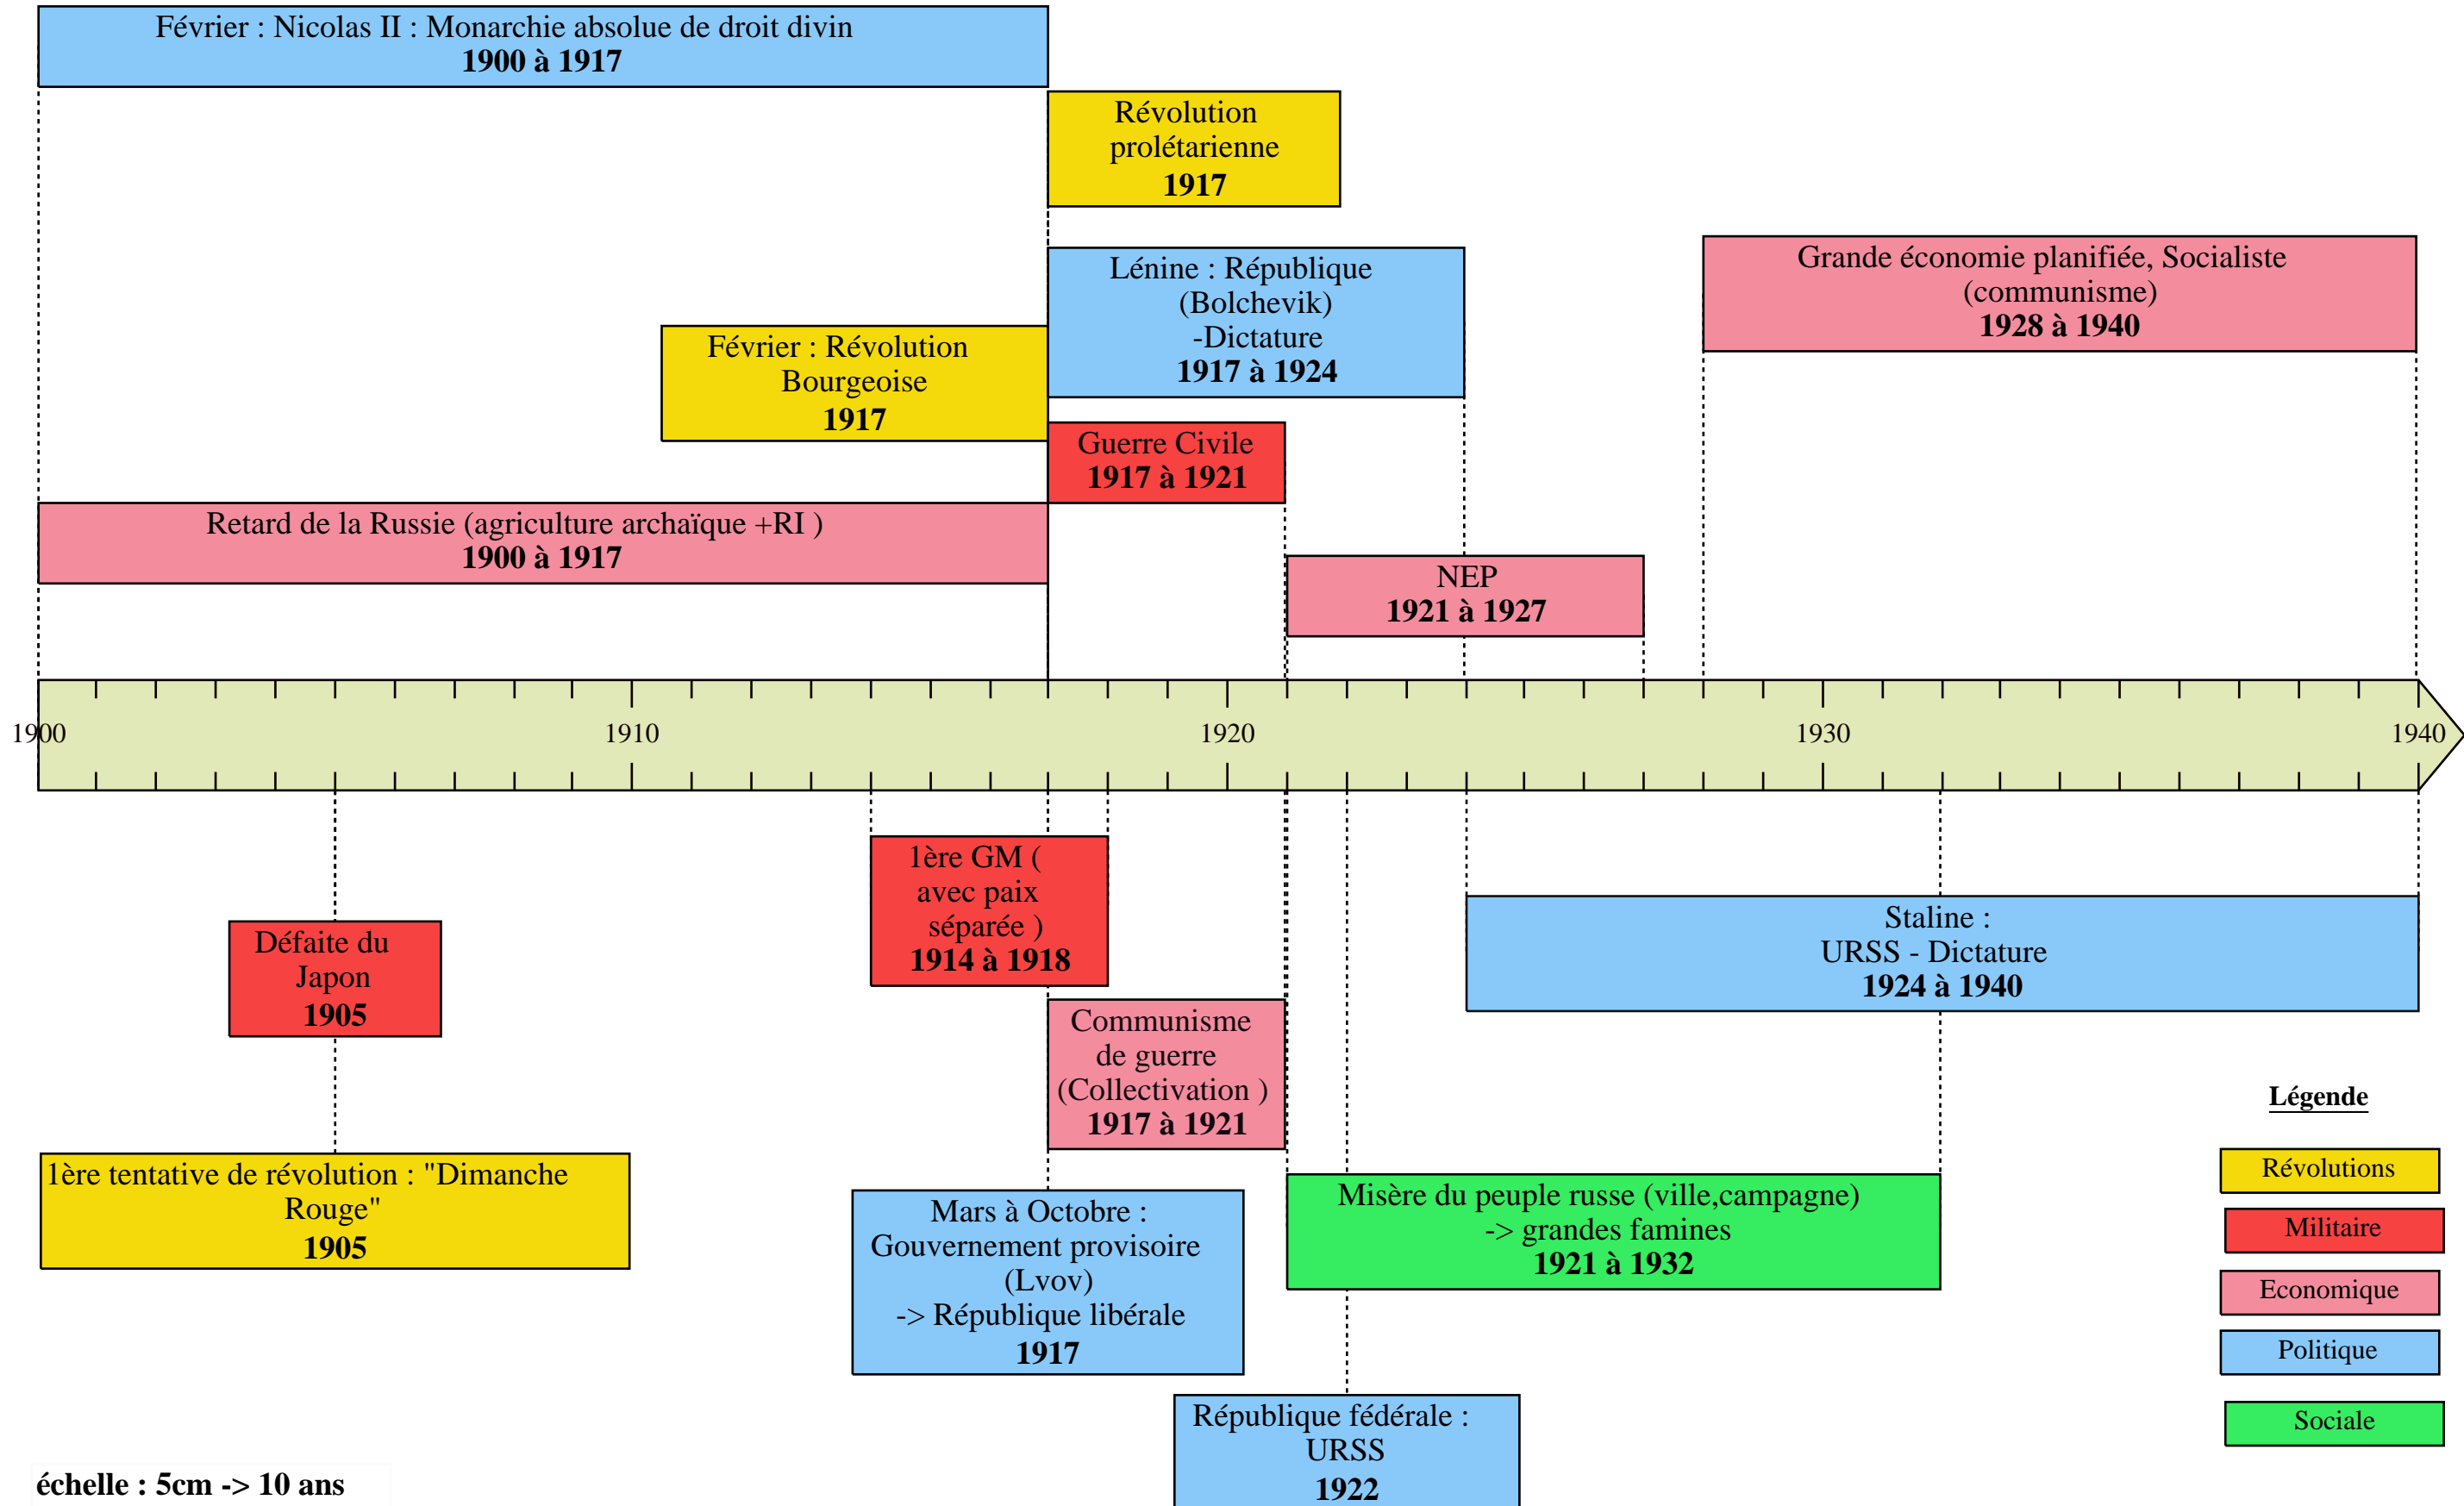 Février : Nicolas II : Monarchie absolue de droit divin
1900 à 1917
Révolution
prolétarienne
1917
Lénine : République
(Bolchevik)
-Dictature
1917 à 1924
Grande économie planifiée, Socialiste
(communisme)
1928 à 1940
Février : Révolution
Bourgeoise
1917
Guerre Civile
1917 à 1921
Retard de la Russie (agriculture archaïque +RI )
1900 à 1917
NEP
1921 à 1927
1900
1910
1920
1930
1940
1ère GM (
avec paix
séparée )
1914 à 1918
Défaite du
Japon
1905
Staline :
URSS - Dictature
1924 à 1940
Communisme
de guerre
(Collectivation )
1917 à 1921
1ère tentative de révolution : "Dimanche
Rouge"
1905
Mars à Octobre :
Gouvernement provisoire
(Lvov)
-> République libérale
1917
Misère du peuple russe (ville,campagne)
-> grandes famines
1921 à 1932
République fédérale :
URSS
1922
Légende
Révolutions
Militaire
Economique
Politique
Sociale
échelle : 5cm -> 10 ans